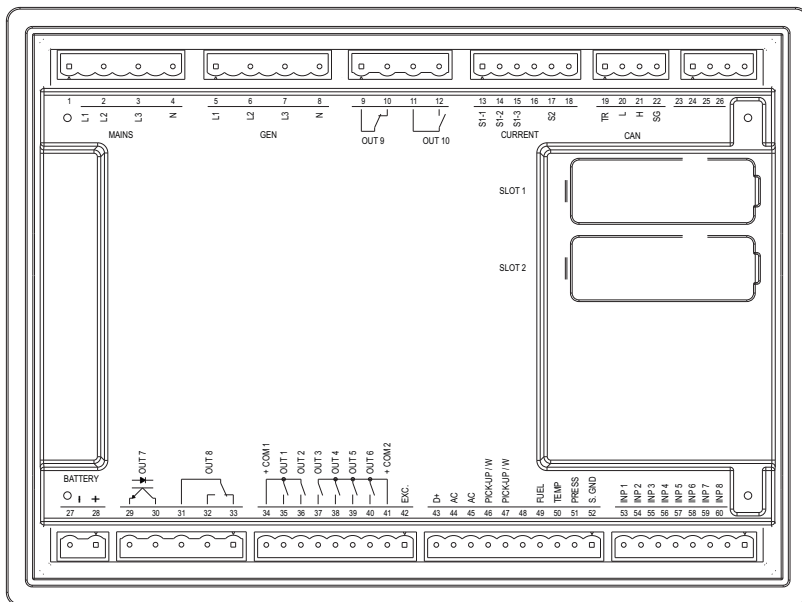 1 2 3 4 5 6 7 8 9 10 11 12 13 14 15 16 17 18 19 20 21 22 23 24 25 26
L1 L2 L3 N L1 L2 L3 N S1-1 S1-2 S1-3 S2 TR L H SG
MAINS GEN OUT 9 OUT 10 CURRENT CAN
SLOT 1
SLOT 2
OUT 7 OUT 8 + COM 1 OUT 1 OUT 2 OUT 3 OUT 4 OUT 5 OUT 6 + COM 2 EXC. D+ AC AC PICK-UP / W PICK-UP / W FUEL TEMP PRESS S. GND INP 1 INP 2 INP 3 INP 4 INP 5 INP 6 INP 7 INP 8
BATTERY
- +
27 28 29 30 31 32 33 34 35 36 37 38 39 40 41 42 43 44 45 46 47 48 49 50 51 52 53 54 55 56 57 58 59 60